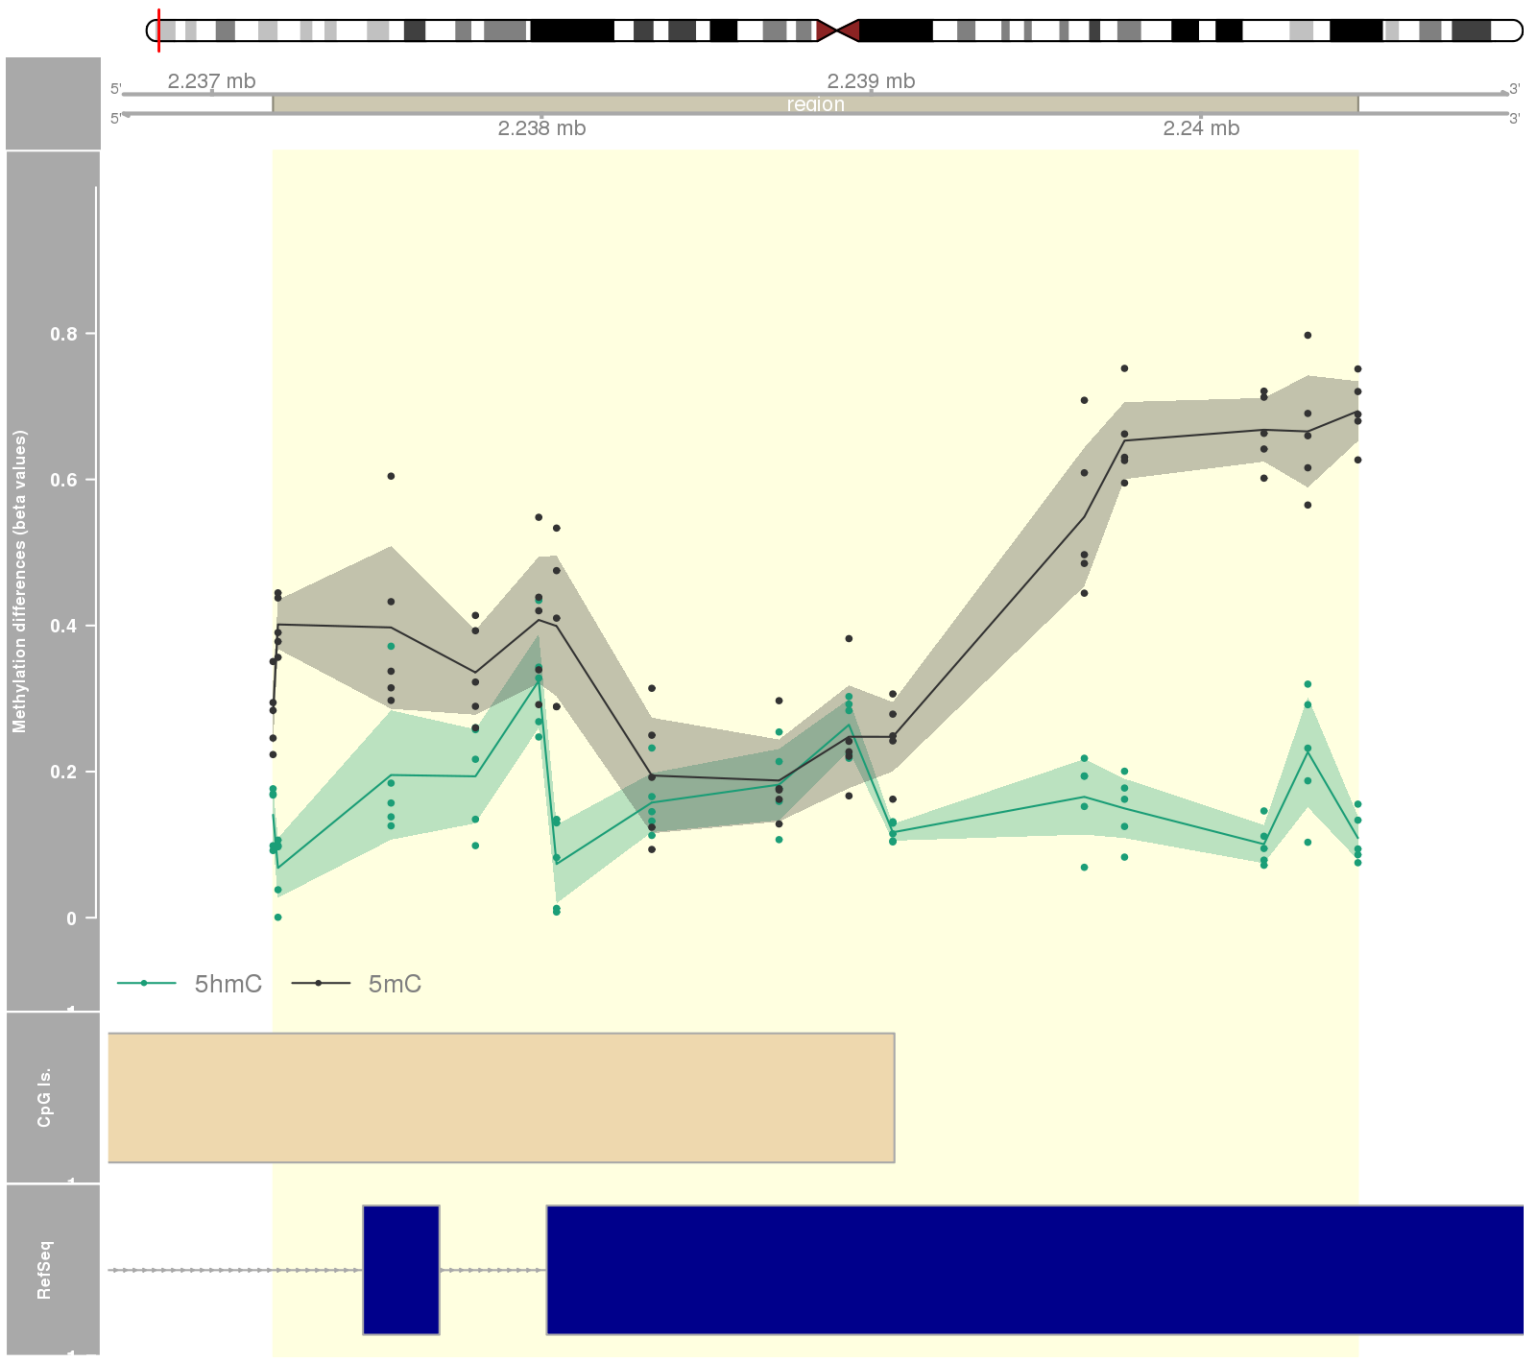 2.237 mb
2.239 mb
5'
3'
region
5'
3'
2.238 mb
2.24 mb
Methylation differences (beta values)
0.8
0.6
0.4
0.2
0
5hmC
5mC
CpG Is.
RefSeq